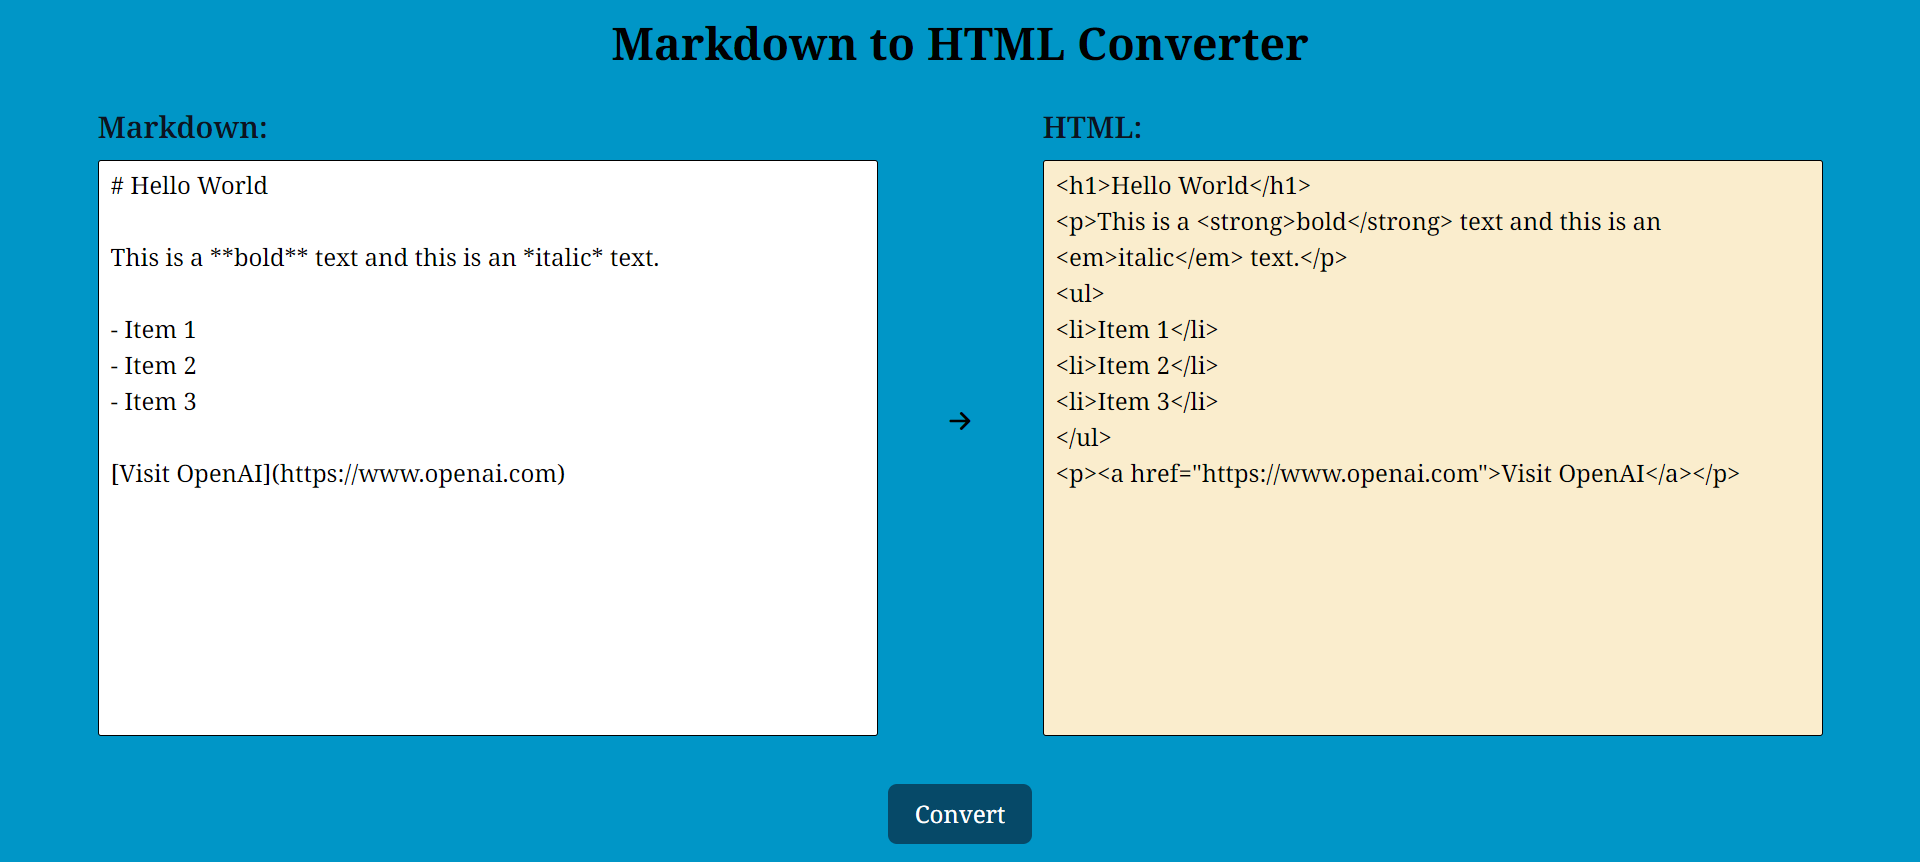 Markdown to HTML Converter
Markdown:
# Hello World
This is a **bold** text and this is an *italic* text.
- Item 1
- Item 2
- Item 3
[Visit OpenAI](https://www.openai.com)
→
HTML:
<h1>Hello World</h1>
<p>This is a <strong>bold</strong> text and this is an
<em>italic</em> text.</p>
<ul>
<li>Item 1</li>
<li>Item 2</li>
<li>Item 3</li>
</ul>
<p><a href="https://www.openai.com">Visit OpenAI</a></p>
Convert